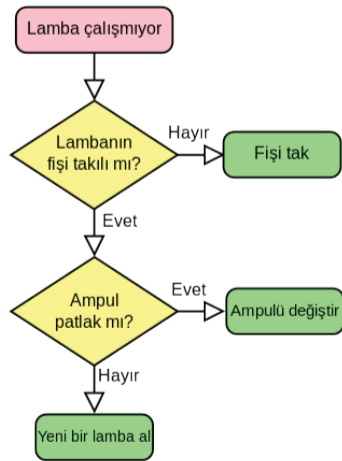 Lamba çalışmıyor
Lambanın
fişi takılı mı?
Hayır
Fişi tak
Evet
Ampul
patlak mı?
Evet
Ampulü değiştir
Hayır
Yeni bir lamba al